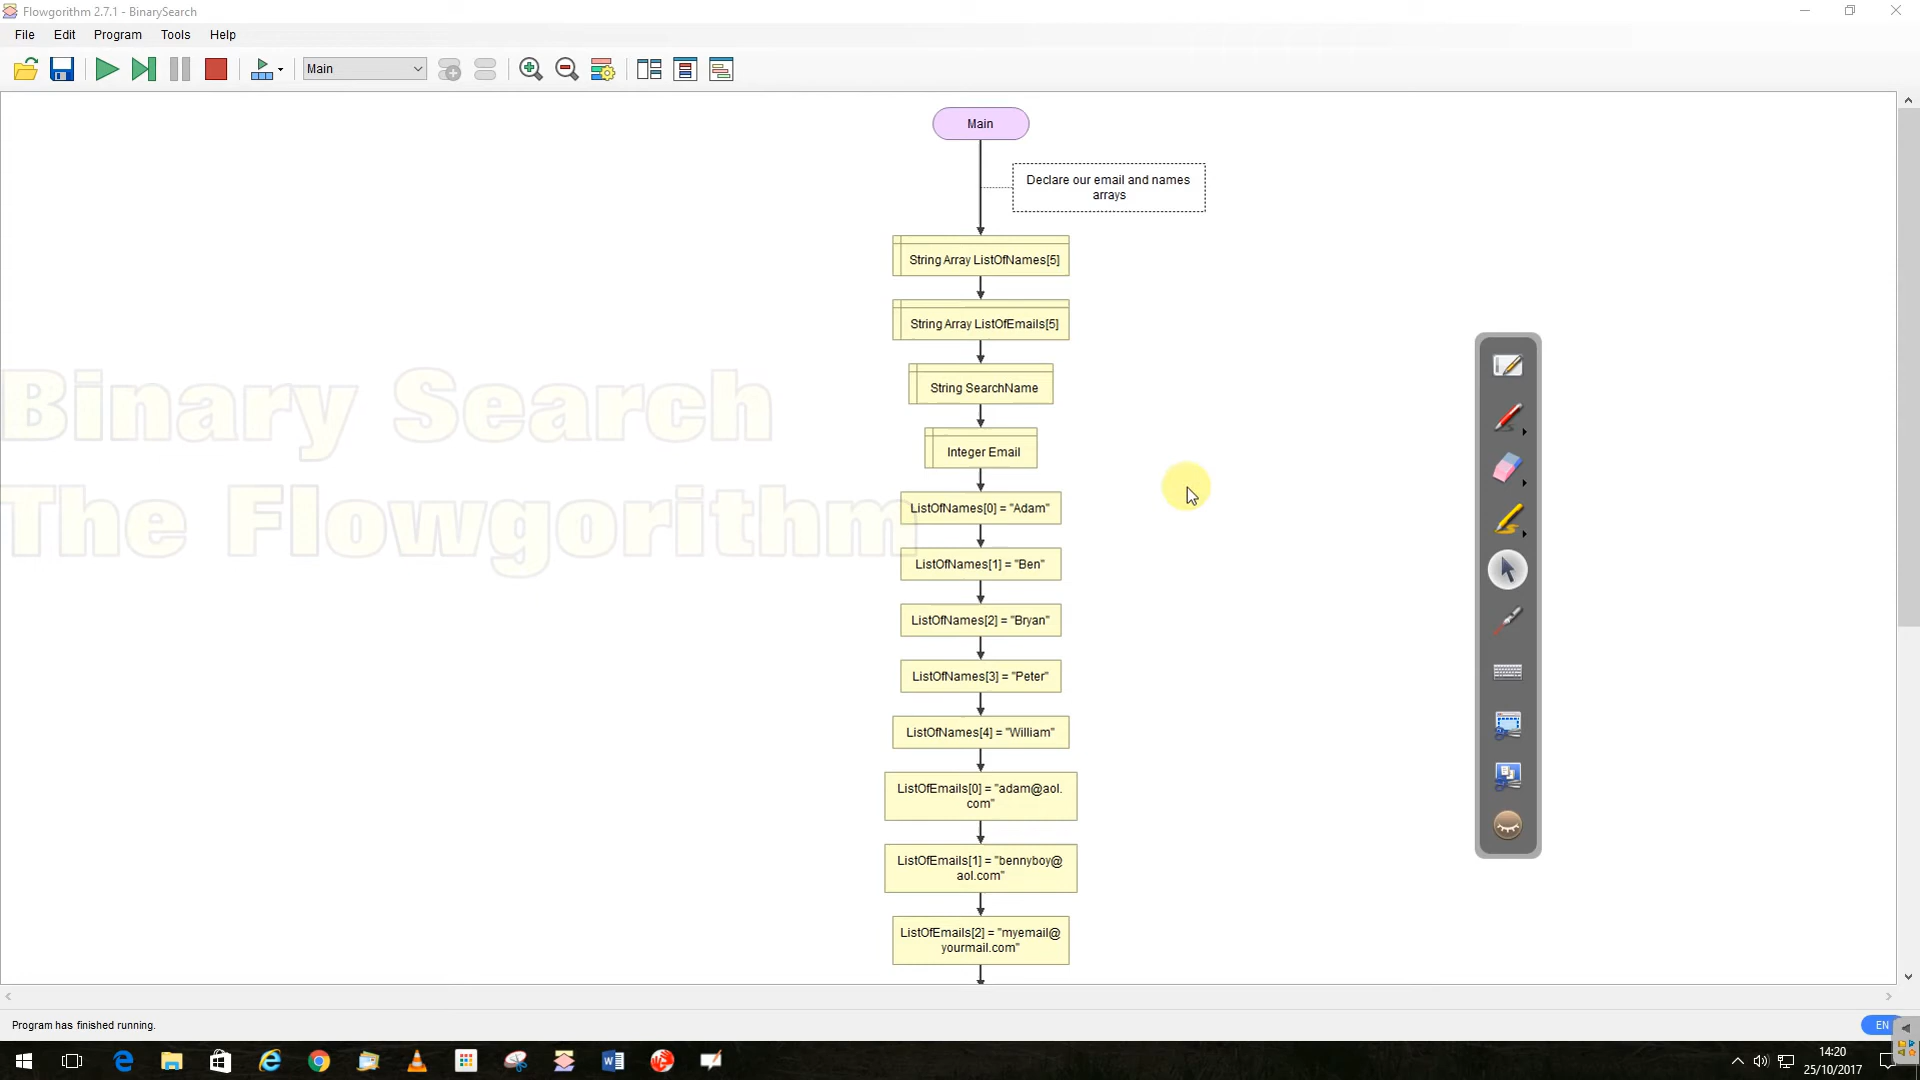 Flowgorithm 2.7.1 - BinarySearch
File Edit Program Tools Help
Main
Main
Declare our email and names
arrays
String Array ListOfNames[5]
String Array ListOfEmails[5]
String SearchName
Integer Email
ListOfNames[0] = "Adam"
ListOfNames[1] = "Ben"
ListOfNames[2] = "Bryan"
ListOfNames[3] = "Peter"
ListOfNames[4] = "William"
ListOfEmails[0] = "adam@aol.
com"
ListOfEmails[1] = "bennyboy@
aol.com"
ListOfEmails[2] = "myemail@
yourmail.com"
Binary Search
The Flowgorithm
Program has finished running.
EN
14:20
25/10/2017